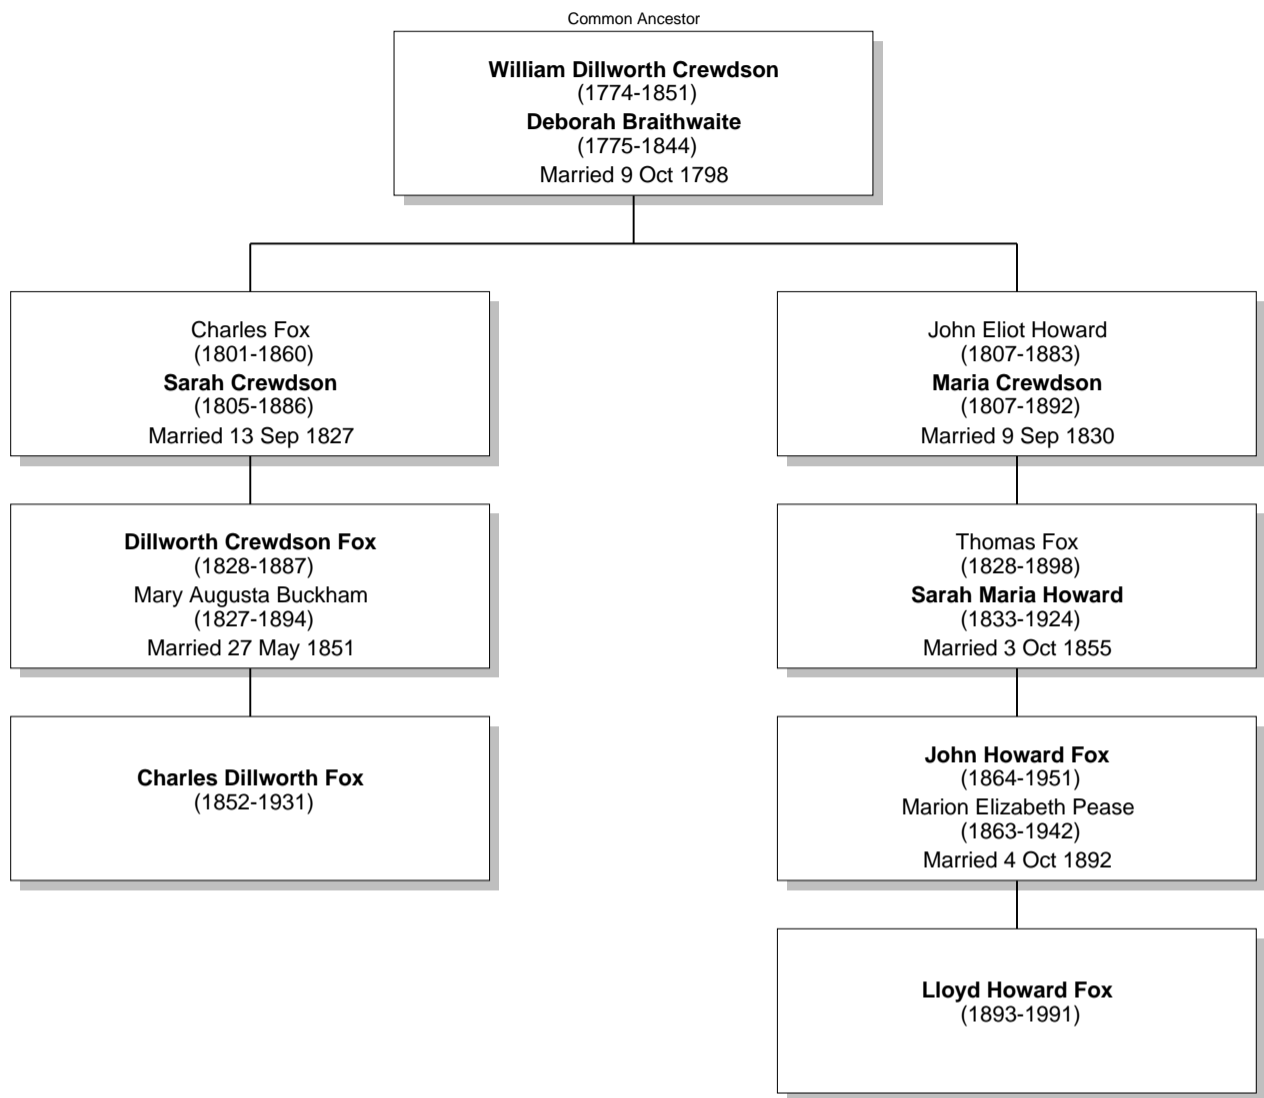 Common Ancestor
William Dillworth Crewdson
(1774-1851)
Deborah Braithwaite
(1775-1844)
Married 9 Oct 1798
Charles Fox
(1801-1860)
Sarah Crewdson
(1805-1886)
Married 13 Sep 1827
John Eliot Howard
(1807-1883)
Maria Crewdson
(1807-1892)
Married 9 Sep 1830
Dillworth Crewdson Fox
(1828-1887)
Mary Augusta Buckham
(1827-1894)
Married 27 May 1851
Thomas Fox
(1828-1898)
Sarah Maria Howard
(1833-1924)
Married 3 Oct 1855
Charles Dillworth Fox
(1852-1931)
John Howard Fox
(1864-1951)
Marion Elizabeth Pease
(1863-1942)
Married 4 Oct 1892
Lloyd Howard Fox
(1893-1991)